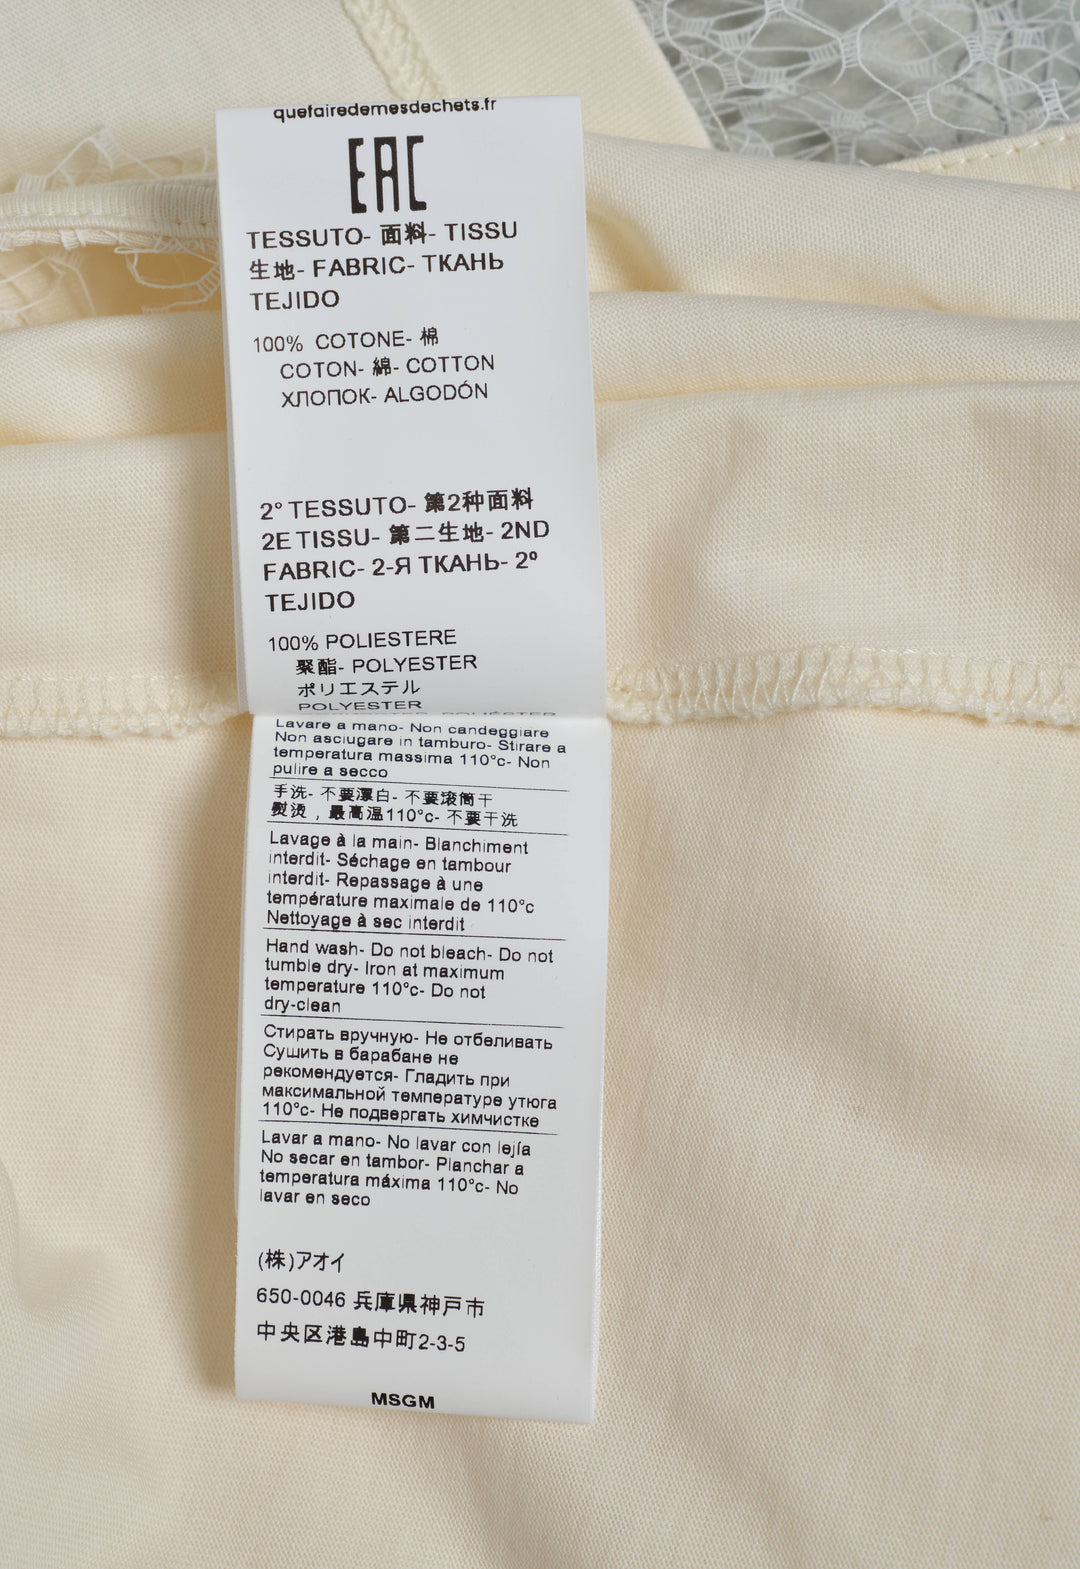 quefairedemesdechets.fr
EAC
TESSUTO- 面料- TISSU
生地- FABRIC- ТКАНЬ
TEJIDO
100% COTONE- 棉
COTON- 綿- COTTON
ХЛОПОК- ALGODÓN
2° TESSUTO- 第2种面料
2E TISSU- 第二生地- 2ND
FABRIC- 2-Я ТКАНЬ- 2º
TEJIDO
100% POLIESTERE
聚酯- POLYESTER
ポリエステル
POLYESTER
Lavare a mano- Non candeggiare
Non asciugare in tamburo- Stirare a
temperatura massima 110°c- Non
pulire a secco
手洗- 不要漂白- 不要滚筒干
熨烫，最高温110°c- 不要干洗
Lavage à la main- Blanchiment
interdit- Séchage en tambour
interdit- Repassage à une
température maximale de 110°c
Nettoyage à sec interdit
Hand wash- Do not bleach- Do not
tumble dry- Iron at maximum
temperature 110°c- Do not
dry-clean
Стирать вручную- Не отбеливать
Сушить в барабане не
рекомендуется- Гладить при
максимальной температуре утюга
110°c- Не подвергать химчистке
Lavar a mano- No lavar con lejía
No secar en tambor- Planchar a
temperatura máxima 110°c- No
lavar en seco
(株)アオイ
650-0046 兵庫県神戸市
中央区港島中町2-3-5
MSGM